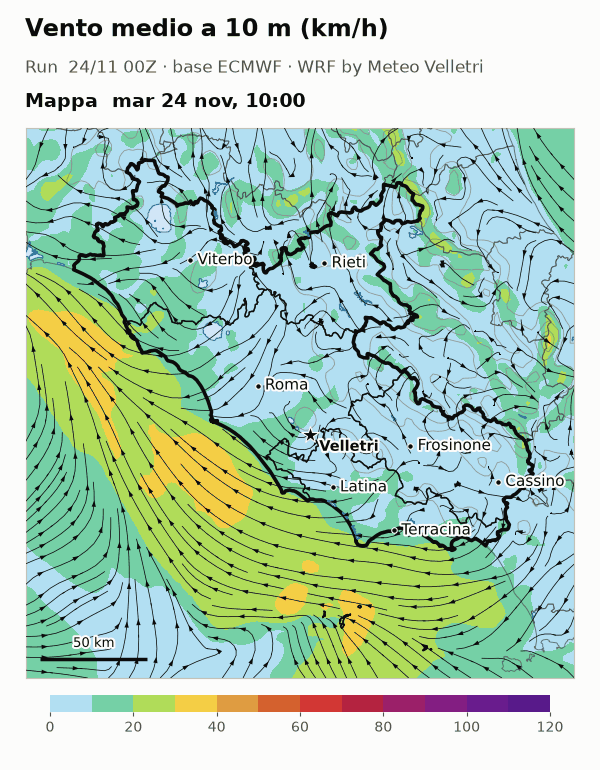 Vento medio a 10 m (km/h)
Run  24/11 00Z · base ECMWF · WRF by Meteo Velletri
Mappa  mar 24 nov, 10:00
Viterbo
Rieti
Roma
Velletri
Frosinone
Cassino
Latina
Terracina
50 km
0 20 40 60 80 100 120